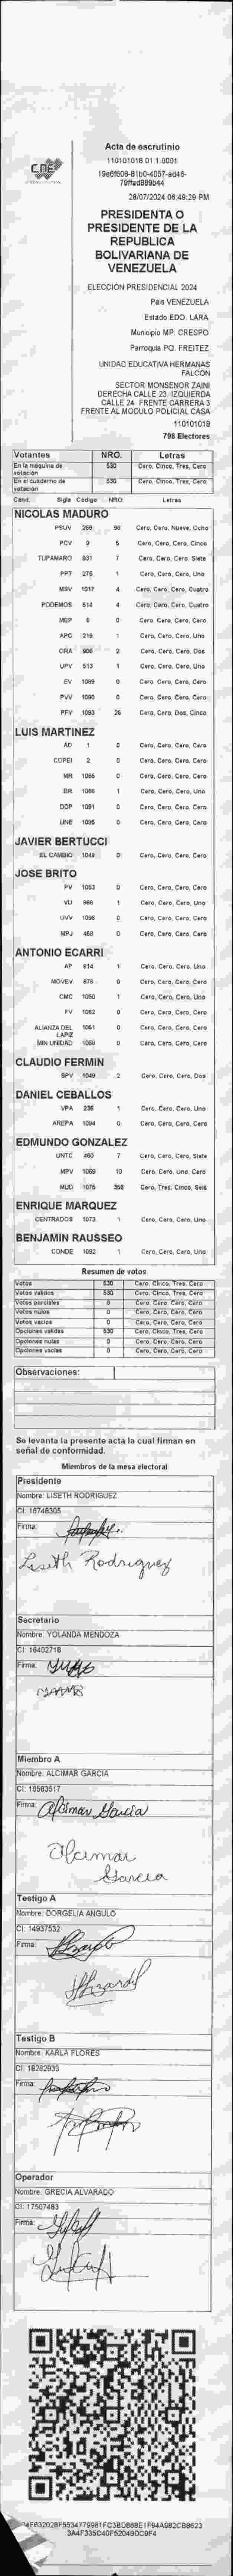 Acta de escrutinio
110101018.01.1.0001
28/07/2024 06:49:29 PM
CNE
PRESIDENTA O
PRESIDENTE DE LA
REPUBLICA
BOLIVARIANA DE
VENEZUELA
ELECCIÓN PRESIDENCIAL 2024
País VENEZUELA
Estado EDO. LARA
Municipio MP. CRESPO
Parroquia PQ. FREITEZ
UNIDAD EDUCATIVA HERMANAS
FALCON
SECTOR MONSEÑOR ZAINI
DERECHA CALLE 23. IZQUIERDA
CALLE 24 FRENTE CARRERA 3
FRENTE AL MODULO POLICIAL CASA
110101018
798 Electores
Votantes NRO. Letras
En la máquina de votación 530 Cero, Cinco, Tres, Cero
En el cuaderno de votación 530 Cero, Cinco, Tres, Cero
Cand. Sigla Código NRO. Letras
NICOLAS MADURO
PSUV 259 98 Cero, Cero, Nueve, Ocho
PCV 9 5 Cero, Cero, Cero, Cinco
TUPAMARO 931 7 Cero, Cero, Cero, Siete
PPT 276 1 Cero, Cero, Cero, Uno
MSV 1017 4 Cero, Cero, Cero, Cuatro
PODEMOS 514 4 Cero, Cero, Cero, Cuatro
MEP 6 0 Cero, Cero, Cero, Cero
APC 219 1 Cero, Cero, Cero, Uno
ORA 906 2 Cero, Cero, Cero, Dos
UPV 513 1 Cero, Cero, Cero, Uno
EV 1089 0 Cero, Cero, Cero, Cero
PVV 1090 0 Cero, Cero, Cero, Cero
PFV 1093 25 Cero, Cero, Dos, Cinco
LUIS MARTINEZ
AD 1 0 Cero, Cero, Cero, Cero
COPEI 2 0 Cero, Cero, Cero, Cero
MR 1055 0 Cero, Cero, Cero, Cero
BR 1066 1 Cero, Cero, Cero, Uno
DDP 1091 0 Cero, Cero, Cero, Cero
UNE 1095 0 Cero, Cero, Cero, Cero
JAVIER BERTUCCI
EL CAMBIO 1049 0 Cero, Cero, Cero, Cero
JOSE BRITO
PV 1053 0 Cero, Cero, Cero, Cero
VU 968 1 Cero, Cero, Cero, Uno
UVV 1096 0 Cero, Cero, Cero, Cero
MPJ 458 0 Cero, Cero, Cero, Cero
ANTONIO ECARRI
AP 814 1 Cero, Cero, Cero, Uno
MOVEV 876 0 Cero, Cero, Cero, Cero
CMC 1050 1 Cero, Cero, Cero, Uno
FV 1062 0 Cero, Cero, Cero, Cero
ALIANZA DEL LAPIZ 1061 0 Cero, Cero, Cero, Cero
MIN UNIDAD 1059 0 Cero, Cero, Cero, Cero
CLAUDIO FERMIN
SPV 1049 2 Cero, Cero, Cero, Dos
DANIEL CEBALLOS
VPA 236 1 Cero, Cero, Cero, Uno
AREPA 1094 0 Cero, Cero, Cero, Cero
EDMUNDO GONZALEZ
UNTC 460 7 Cero, Cero, Cero, Siete
MPV 1069 10 Cero, Cero, Uno, Cero
MUD 1075 356 Cero, Tres, Cinco, Seis
ENRIQUE MARQUEZ
CENTRADOS 1073 1 Cero, Cero, Cero, Uno
BENJAMIN RAUSSEO
CONDE 1092 1 Cero, Cero, Cero, Uno
Resumen de votos
Votos 530 Cero, Cinco, Tres, Cero
Votos validos 530 Cero, Cinco, Tres, Cero
Votos parciales 0 Cero, Cero, Cero, Cero
Votos nulos 0 Cero, Cero, Cero, Cero
Votos vacios 0 Cero, Cero, Cero, Cero
Opciones validas 530 Cero, Cinco, Tres, Cero
Opciones nulas 0 Cero, Cero, Cero, Cero
Opciones vacias 0 Cero, Cero, Cero, Cero
Observaciones:
Se levanta la presente acta la cual firman en
señal de conformidad.
Miembros de la mesa electoral
Presidente
Nombre: LISETH RODRIGUEZ
CI: 16748305
Firma:
Liseth Rodriguez
Secretario
Nombre: YOLANDA MENDOZA
CI: 16402718
Firma:
Miembro A
Nombre: ALCIMAR GARCIA
CI: 16583517
Firma: Alcimar Garcia
Alcimar
Garcia
Testigo A
Nombre: DORGELIA ANGULO
CI: 14937532
Firma:
Testigo B
Nombre: KARLA FLORES
CI: 18262935
Firma:
Operador
Nombre: GRECIA ALVARADO
CI: 17507483
Firma: